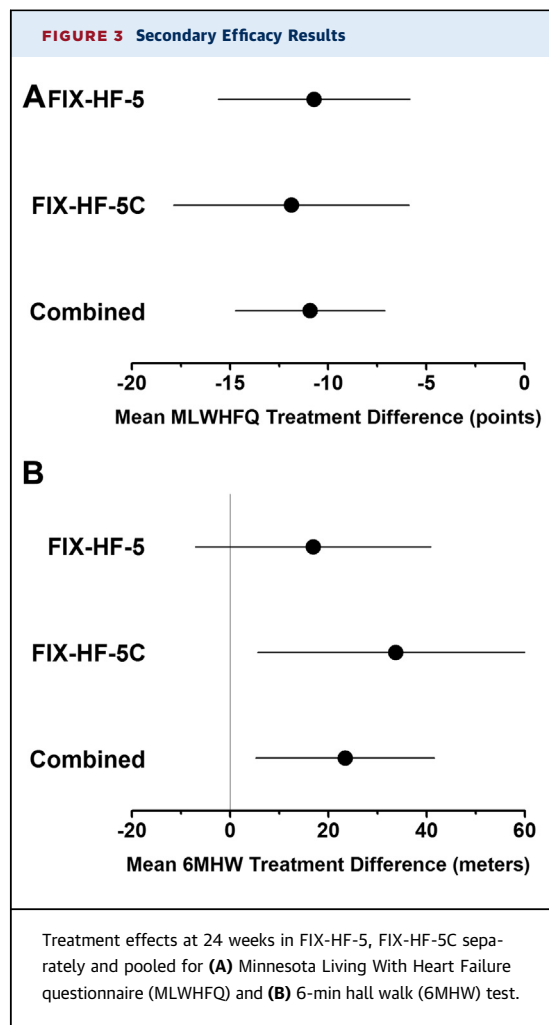 FIGURE 3 Secondary Efficacy Results
A
FIX-HF-5
FIX-HF-5C
Combined
-20 -15 -10 -5 0
Mean MLWHFQ Treatment Difference (points)
B
FIX-HF-5
FIX-HF-5C
Combined
-20 0 20 40 60
Mean 6MHW Treatment Difference (meters)
Treatment effects at 24 weeks in FIX-HF-5, FIX-HF-5C sepa-
rately and pooled for (A) Minnesota Living With Heart Failure
questionnaire (MLWHFQ) and (B) 6-min hall walk (6MHW) test.